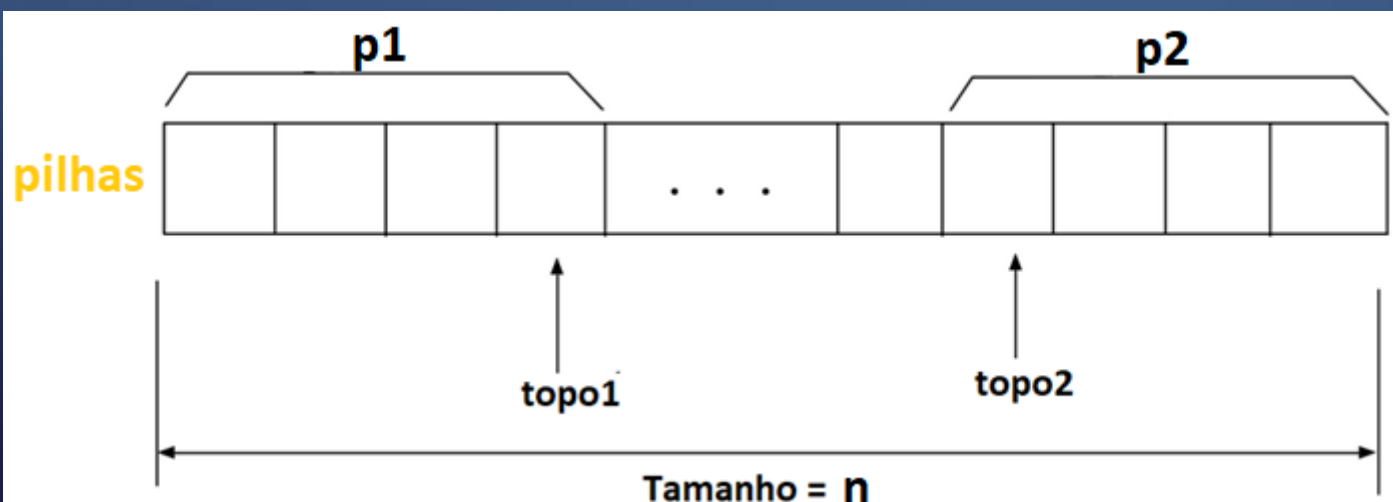 p1
p2
pilhas
. . .
topo1
topo2
Tamanho = n